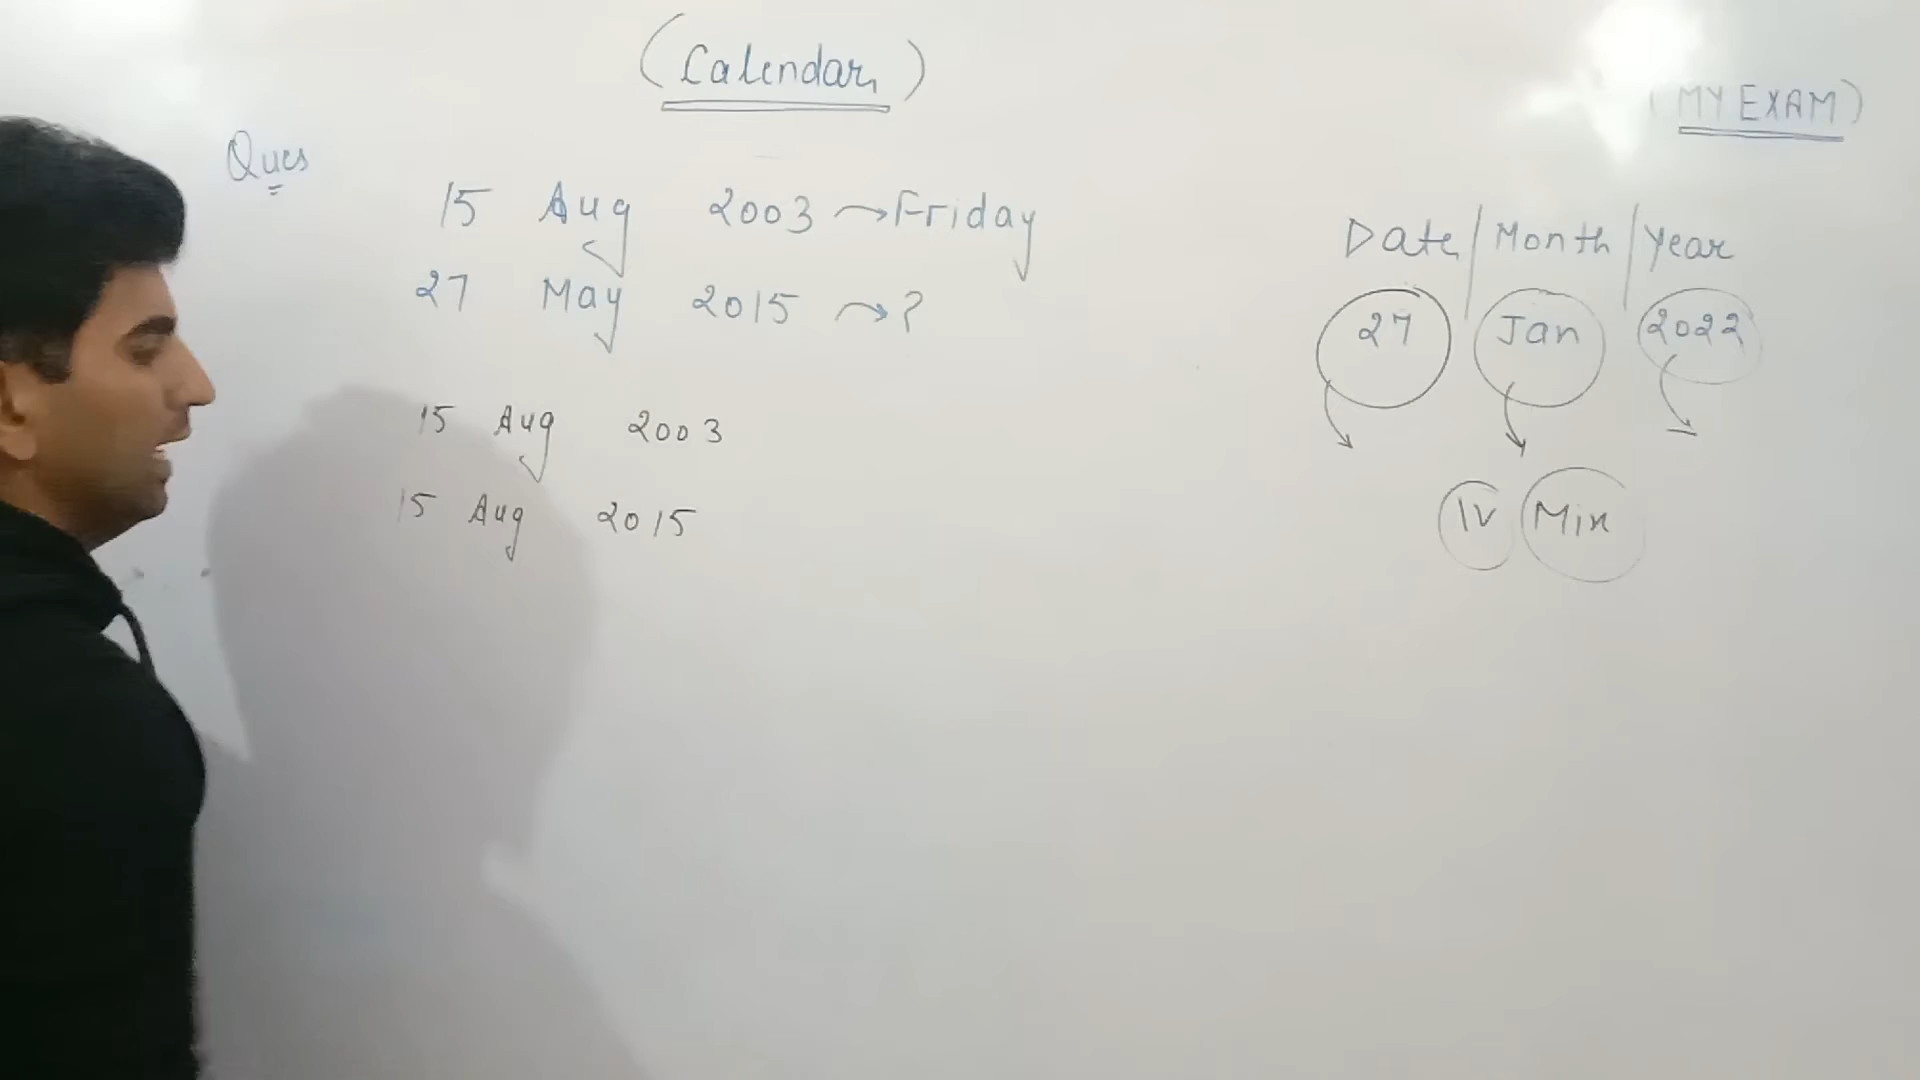 (Calendar)
(MY EXAM)
Ques
15 Aug 2003 → Friday
27 May 2015 → ?
15 Aug 2003
15 Aug 2015
Date | Month | Year
27 Jan 2022
IV Mix